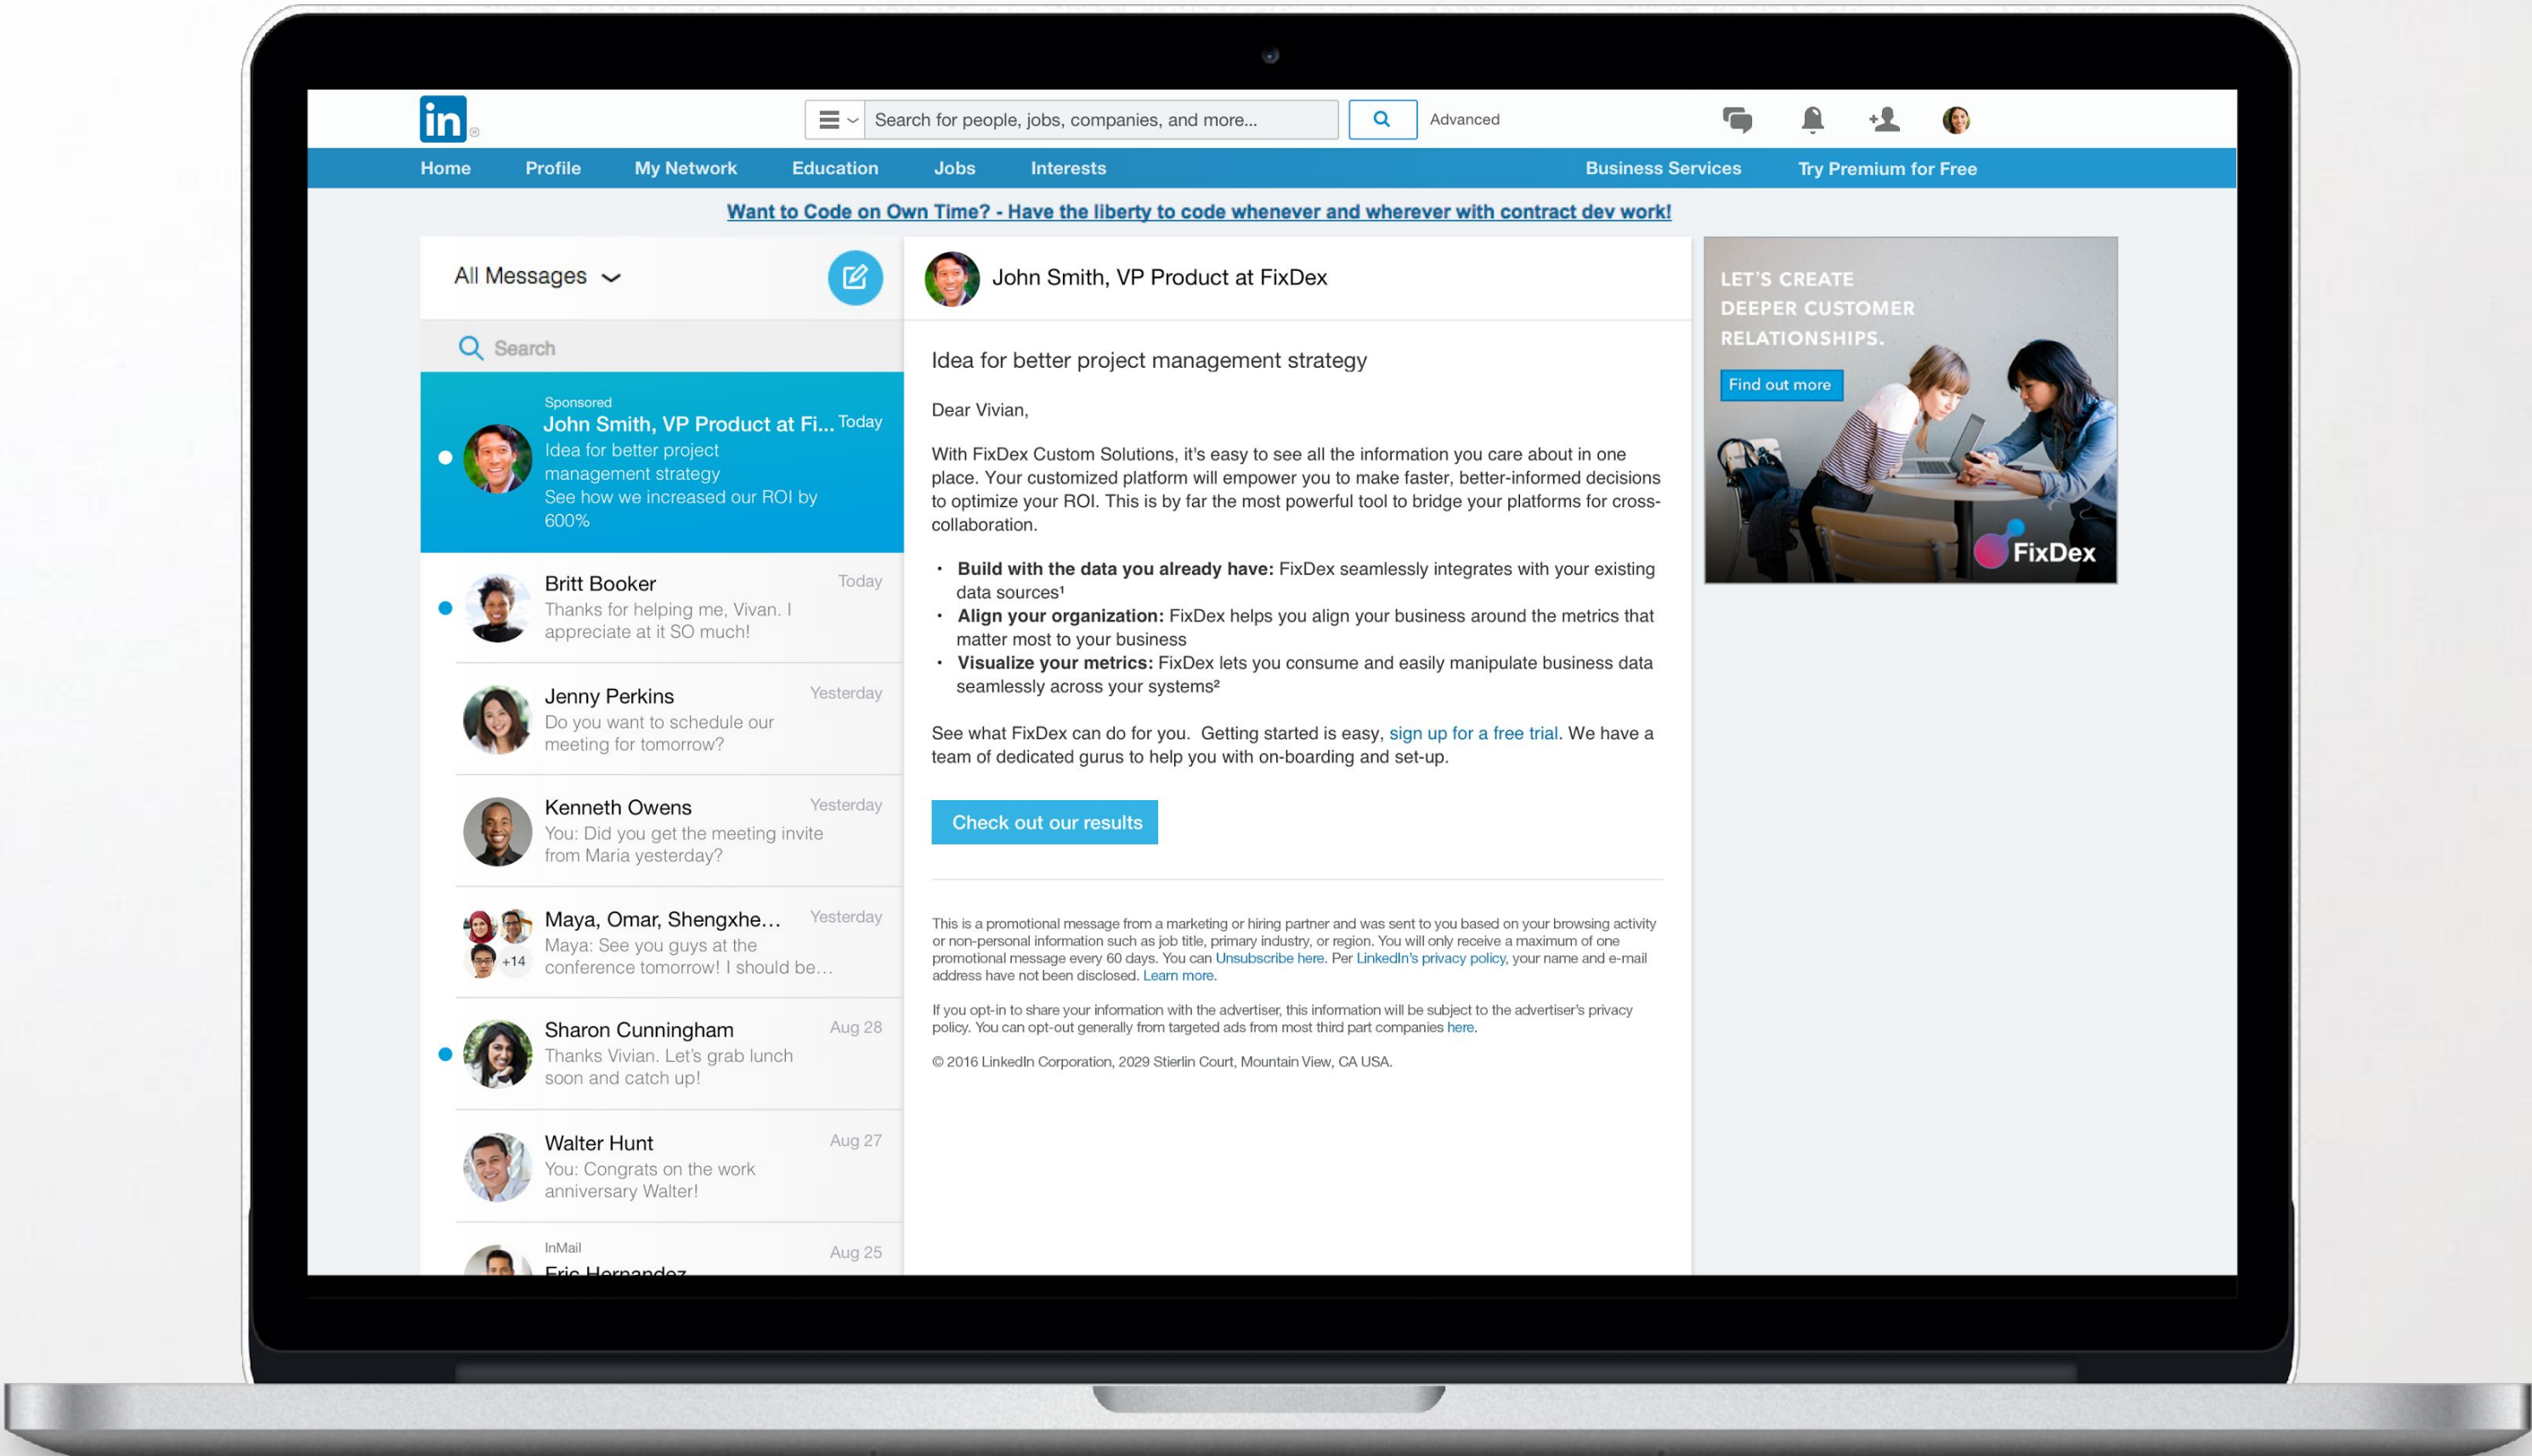 in®
Search for people, jobs, companies, and more...
Advanced
Home Profile My Network Education Jobs Interests Business Services Try Premium for Free
Want to Code on Own Time? - Have the liberty to code whenever and wherever with contract dev work!
All Messages
Search
Sponsored
John Smith, VP Product at Fi... Today
Idea for better project
management strategy
See how we increased our ROI by
600%
Britt Booker Today
Thanks for helping me, Vivan. I
appreciate at it SO much!
Jenny Perkins Yesterday
Do you want to schedule our
meeting for tomorrow?
Kenneth Owens Yesterday
You: Did you get the meeting invite
from Maria yesterday?
Maya, Omar, Shengxhe... Yesterday
Maya: See you guys at the
+14
conference tomorrow! I should be...
Sharon Cunningham Aug 28
Thanks Vivian. Let's grab lunch
soon and catch up!
Walter Hunt Aug 27
You: Congrats on the work
anniversary Walter!
InMail Aug 25
Eric Hernandez
John Smith, VP Product at FixDex
Idea for better project management strategy
Dear Vivian,
With FixDex Custom Solutions, it's easy to see all the information you care about in one
place. Your customized platform will empower you to make faster, better-informed decisions
to optimize your ROI. This is by far the most powerful tool to bridge your platforms for cross-
collaboration.
• Build with the data you already have: FixDex seamlessly integrates with your existing
data sources¹
• Align your organization: FixDex helps you align your business around the metrics that
matter most to your business
• Visualize your metrics: FixDex lets you consume and easily manipulate business data
seamlessly across your systems²
See what FixDex can do for you. Getting started is easy, sign up for a free trial. We have a
team of dedicated gurus to help you with on-boarding and set-up.
Check out our results
This is a promotional message from a marketing or hiring partner and was sent to you based on your browsing activity
or non-personal information such as job title, primary industry, or region. You will only receive a maximum of one
promotional message every 60 days. You can Unsubscribe here. Per LinkedIn's privacy policy, your name and e-mail
address have not been disclosed. Learn more.
If you opt-in to share your information with the advertiser, this information will be subject to the advertiser's privacy
policy. You can opt-out generally from targeted ads from most third part companies here.
© 2016 LinkedIn Corporation, 2029 Stierlin Court, Mountain View, CA USA.
LET'S CREATE
DEEPER CUSTOMER
RELATIONSHIPS.
Find out more
FixDex